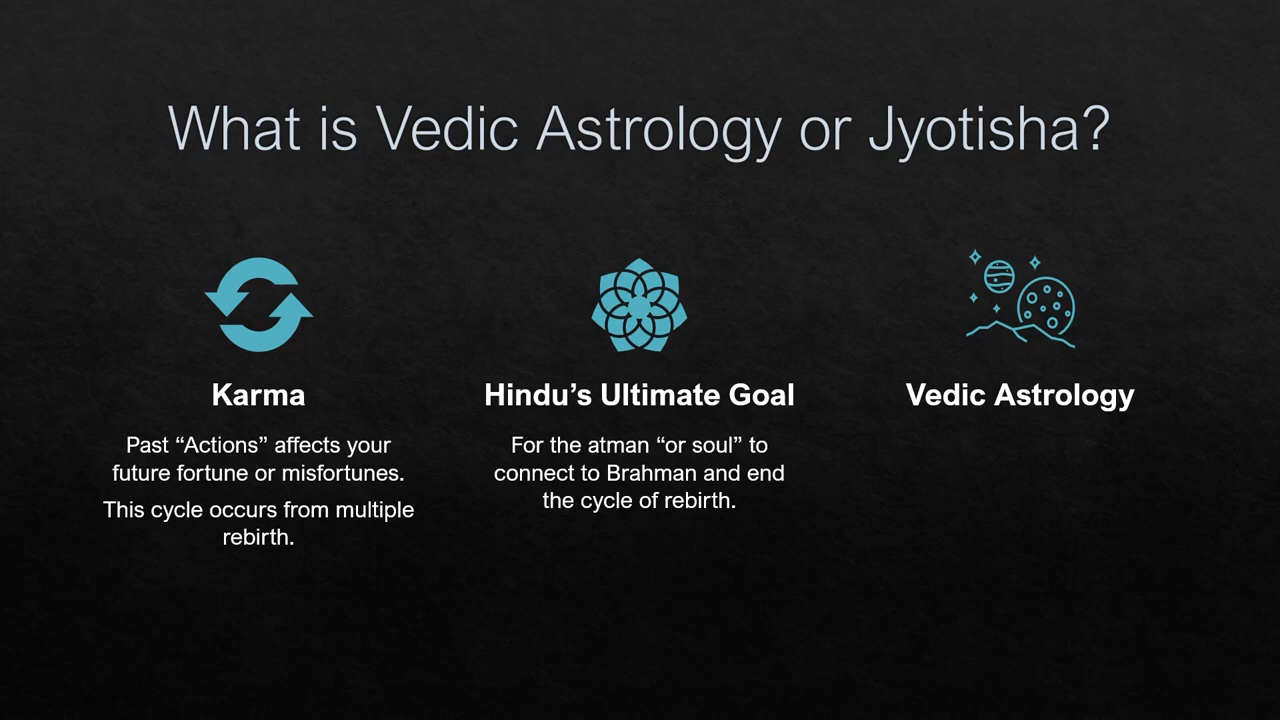 What is Vedic Astrology or Jyotisha?
Karma
Past “Actions” affects your
future fortune or misfortunes.
This cycle occurs from multiple
rebirth.
Hindu’s Ultimate Goal
For the atman “or soul” to
connect to Brahman and end
the cycle of rebirth.
Vedic Astrology